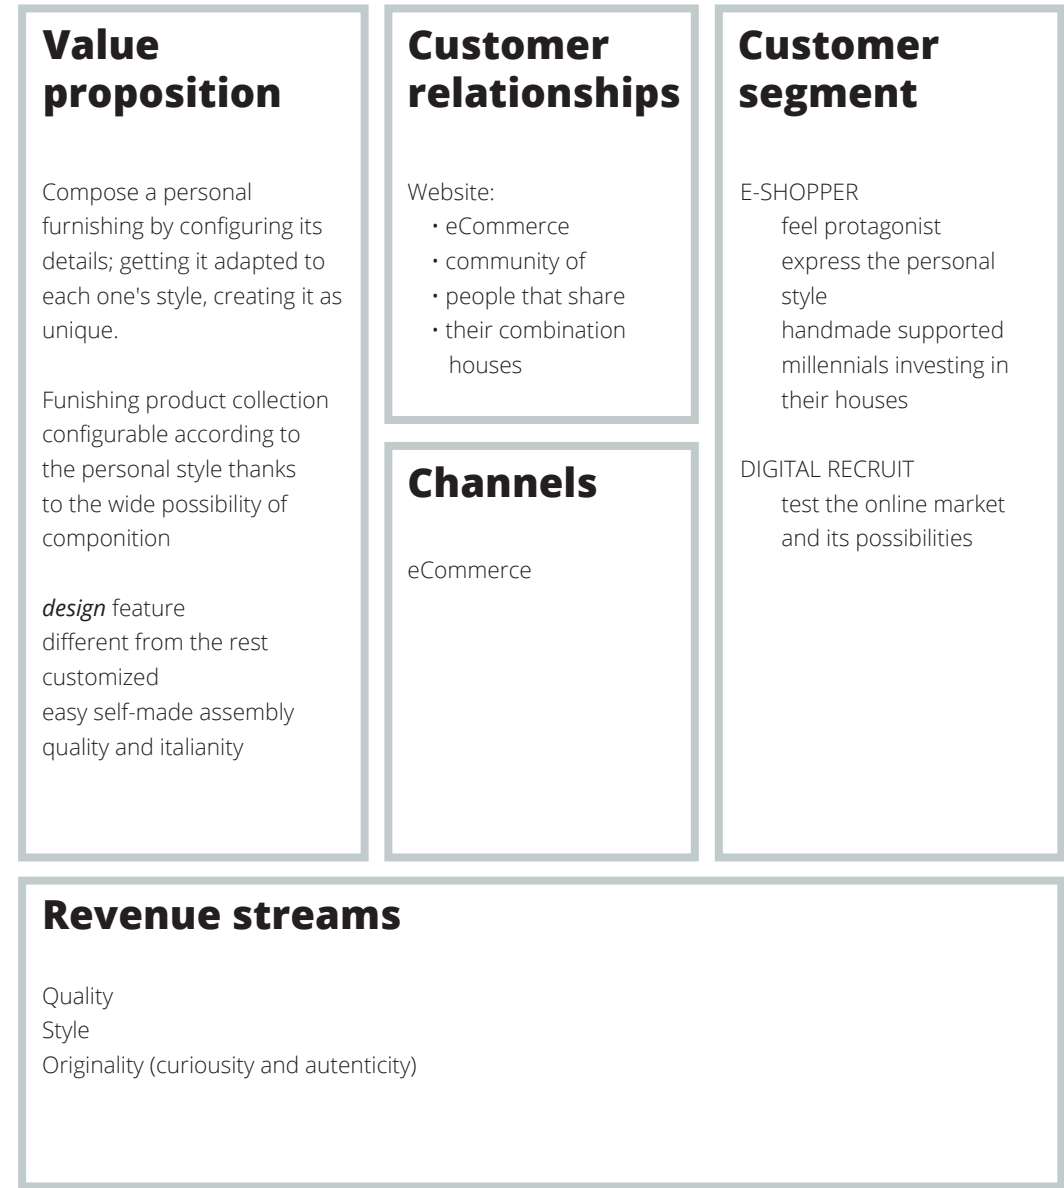 Value
proposition
Compose a personal
furnishing by configuring its
details; getting it adapted to
each one's style, creating it as
unique.
Funishing product collection
configurable according to
the personal style thanks
to the wide possibility of
componition
design feature
different from the rest
customized
easy self-made assembly
quality and italianity
Customer
relationships
Website:
• eCommerce
• community of
• people that share
• their combination
houses
Channels
eCommerce
Customer
segment
E-SHOPPER
feel protagonist
express the personal
style
handmade supported
millennials investing in
their houses
DIGITAL RECRUIT
test the online market
and its possibilities
Revenue streams
Quality
Style
Originality (curiousity and autenticity)